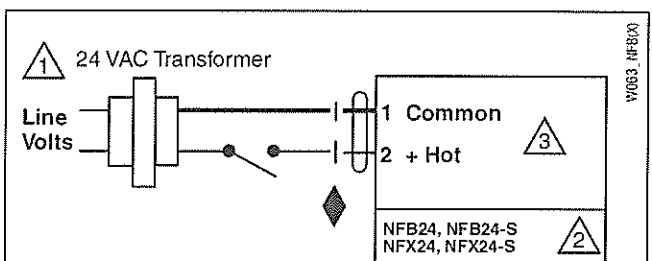 1 24 VAC Transformer
Line
Volts
1 Common
2 + Hot
3
NFB24, NFB24-S
NFX24, NFX24-S
2
W063_NFB(X)